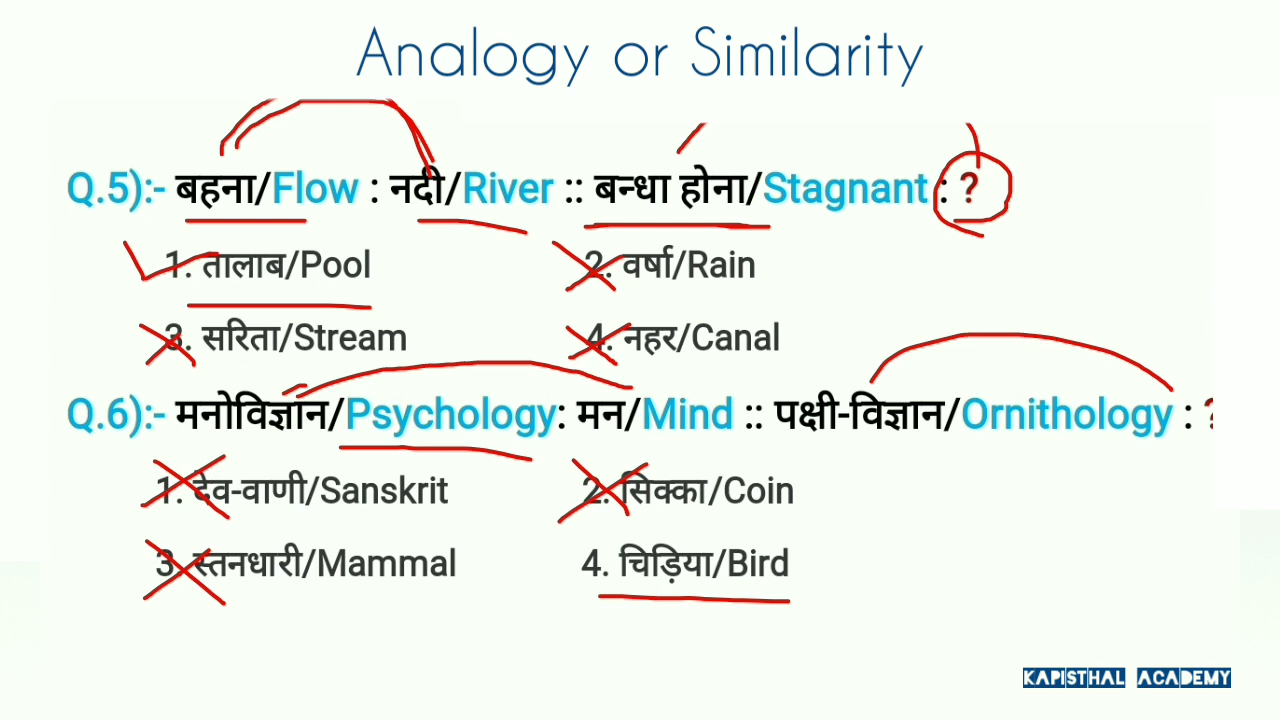 Analogy or Similarity
Q.5):- बहना/Flow : नदी/River :: बन्धा होना/Stagnant : ?
1. तालाब/Pool 2. वर्षा/Rain
3. सरिता/Stream 4. नहर/Canal
Q.6):- मनोविज्ञान/Psychology: मन/Mind :: पक्षी-विज्ञान/Ornithology : ?
1. देव-वाणी/Sanskrit 2. सिक्का/Coin
3. स्तनधारी/Mammal 4. चिड़िया/Bird
KAPISTHAL ACADEMY